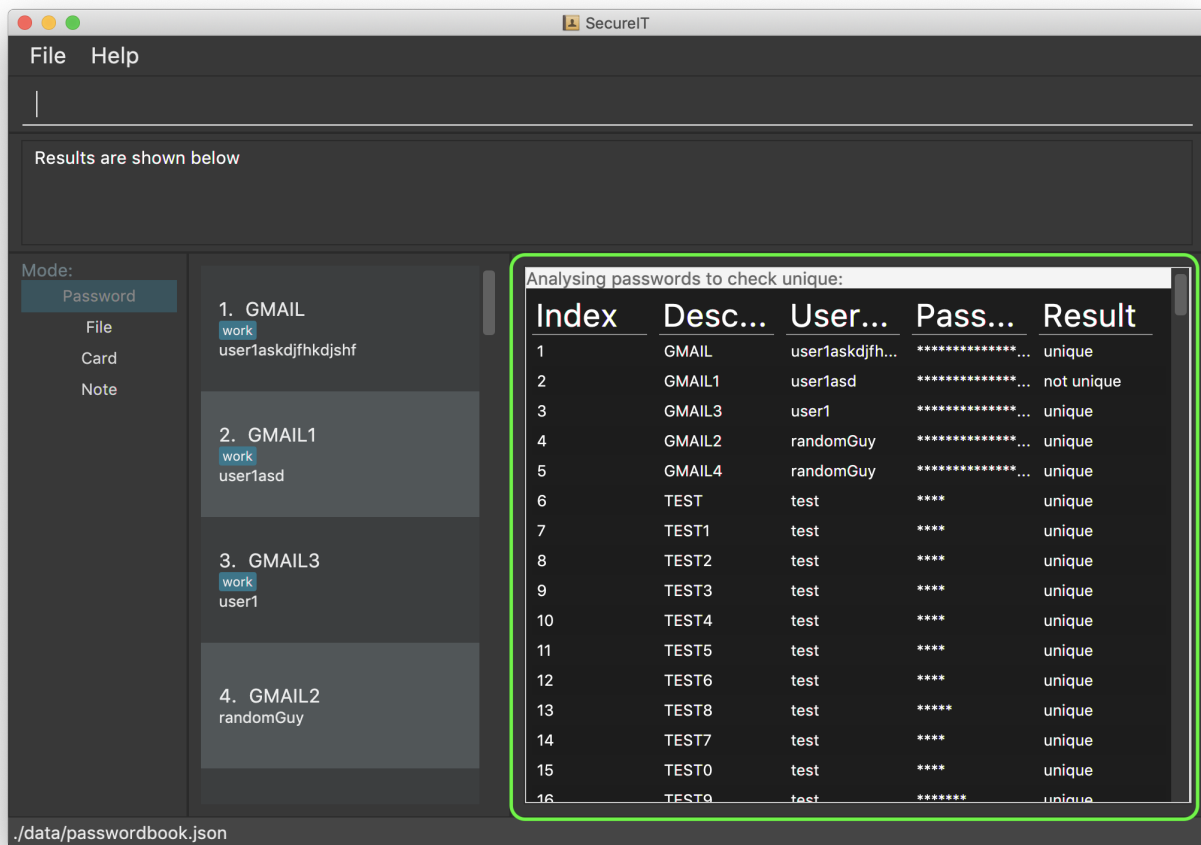 SecureIT
File Help
Results are shown below
Mode:
Password
File
Card
Note
1. GMAIL
work
user1askdjfhkdjshf
2. GMAIL1
work
user1asd
3. GMAIL3
work
user1
4. GMAIL2
randomGuy
Analysing passwords to check unique:
Index Desc... User... Pass... Result
1 GMAIL user1askdjfh... **************... unique
2 GMAIL1 user1asd **************... not unique
3 GMAIL3 user1 **************... unique
4 GMAIL2 randomGuy **************... unique
5 GMAIL4 randomGuy **************... unique
6 TEST test **** unique
7 TEST1 test **** unique
8 TEST2 test **** unique
9 TEST3 test **** unique
10 TEST4 test **** unique
11 TEST5 test **** unique
12 TEST6 test **** unique
13 TEST8 test ***** unique
14 TEST7 test **** unique
15 TEST0 test **** unique
16 TEST9 test ******* unique
./data/passwordbook.json